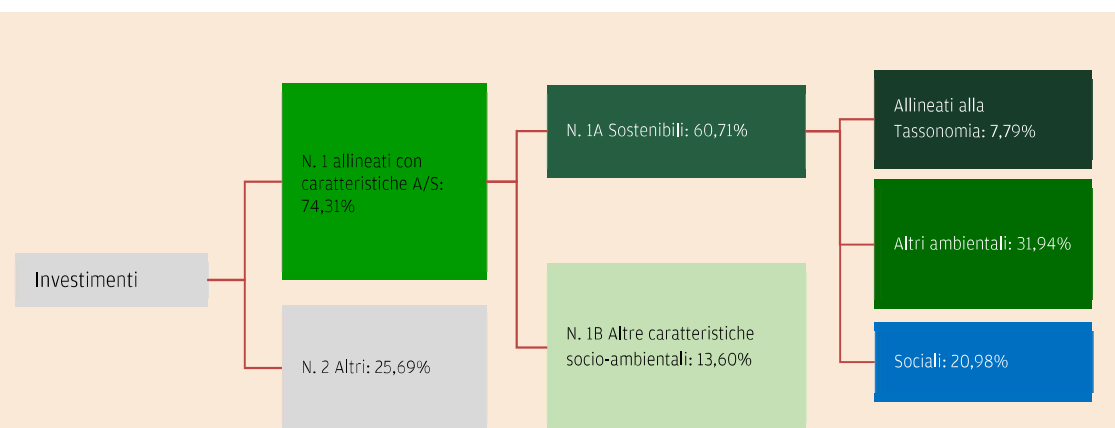 Investimenti
N. 1 allineati con
caratteristiche A/S:
74,31%
N. 2 Altri: 25,69%
N. 1A Sostenibili: 60,71%
N. 1B Altre caratteristiche
socio-ambientali: 13,60%
Allineati alla
Tassonomia: 7,79%
Altri ambientali: 31,94%
Sociali: 20,98%